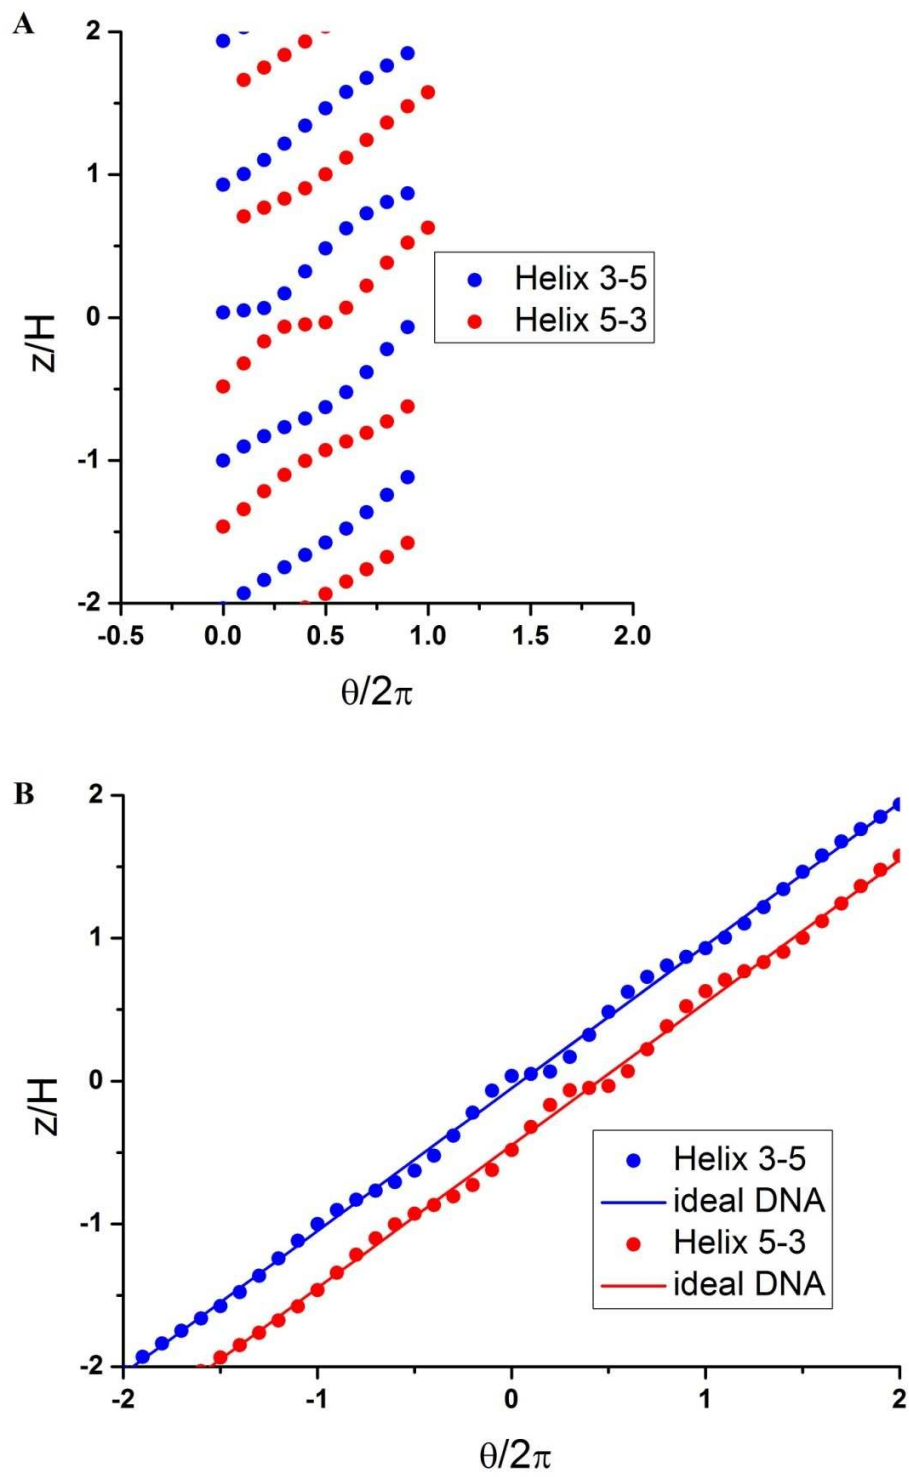 A
2
1
0
-1
-2
z/H
-0.5
0.0
0.5
1.0
1.5
2.0
θ/2π
Helix 3-5
Helix 5-3
B
2
1
0
-1
-2
z/H
-2
-1
0
1
2
θ/2π
Helix 3-5
ideal DNA
Helix 5-3
ideal DNA